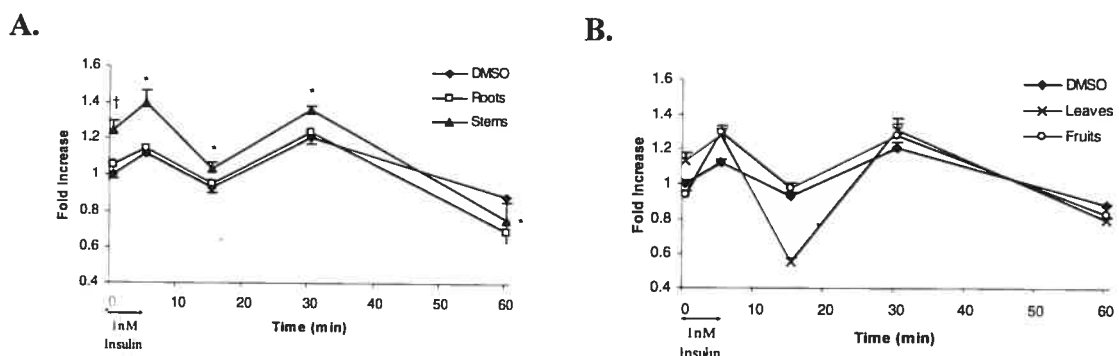 A.
1.6
1.4
1.2
1
0.8
0.6
0.4
Fold Increase
†
*
*
*
*
DMSO
Roots
Stems
0
10
20
30
40
50
60
Time (min)
1nM
Insulin
B.
1.6
1.4
1.2
1
0.8
0.6
0.4
Fold Increase
DMSO
Leaves
Fruits
0
10
20
30
40
50
60
Time (min)
1nM
Insulin